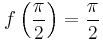 f(π/2) = π/2